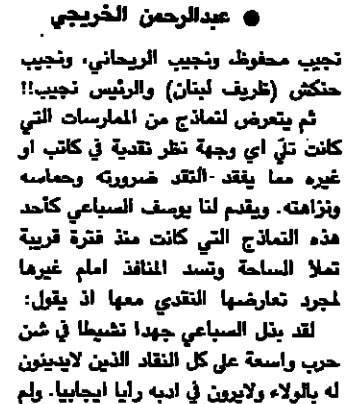 ● عبدالرحمن الخريجي
نجيب محفوظ، ونجيب الريحاني، ونجيب
حنكش (ظريف لبنان) والرئيس نجيب!!
ثم يتعرض لنماذج من الممارسات التي
كانت تلي اي وجهة نظر نقدية في كاتب او
غيره مما يفقد النقد ضرورته وحماسه
ونزاهته. ويقدم لنا يوسف السباعي كأحد
هذه النماذج التي كانت منذ فترة قريبة
تملا الساحة وتسد المنافذ امام غيرها
لمجرد تعارضها النقدي معها اذ يقول:
لقد بذل السباعي جهدا نشيطا في شن
حرب واسعة على كل النقاد الذين لايدينون
له بالولاء ولايرون في ادبه رأيا ايجابيا. ولم